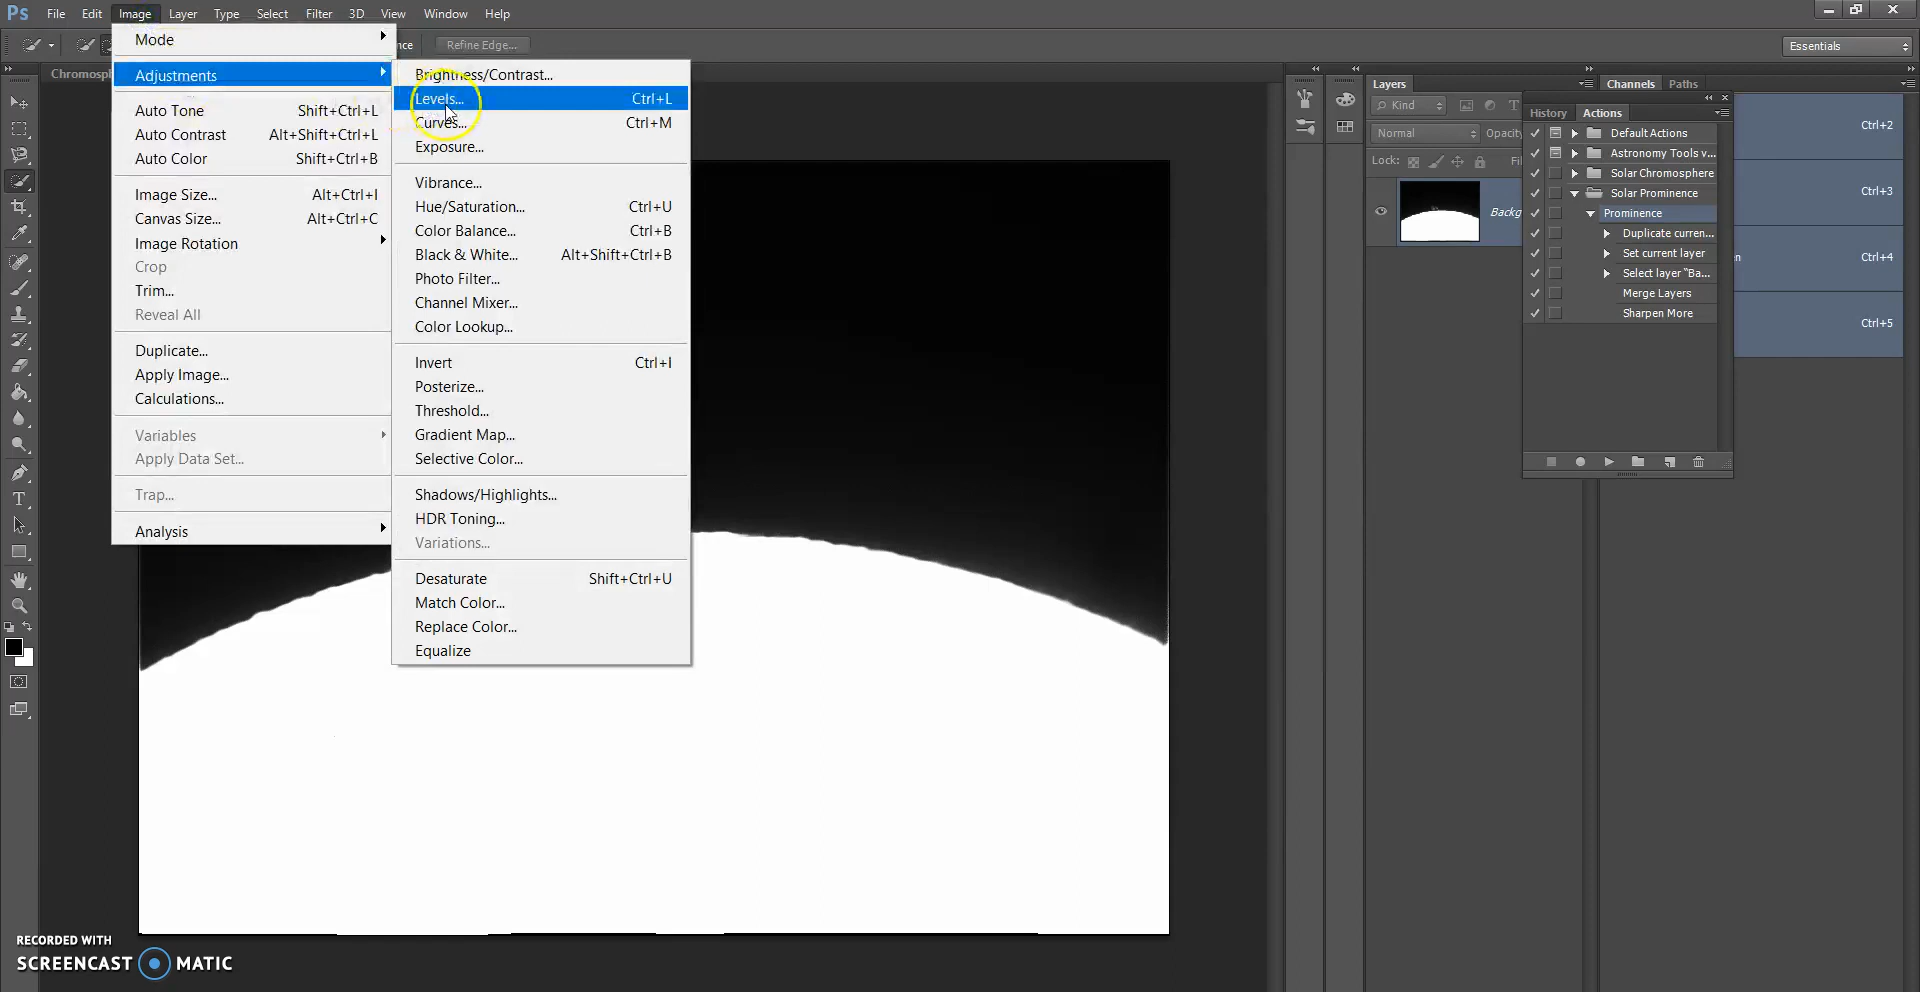 Ps File Edit Image Layer Type Select Filter 3D View Window Help
Refine Edge...
Essentials
Mode
Adjustments
Auto Tone Shift+Ctrl+L
Auto Contrast Alt+Shift+Ctrl+L
Auto Color Shift+Ctrl+B
Image Size... Alt+Ctrl+I
Canvas Size... Alt+Ctrl+C
Image Rotation
Crop
Trim...
Reveal All
Duplicate...
Apply Image...
Calculations...
Variables
Apply Data Set...
Trap...
Analysis
Brightness/Contrast...
Levels... Ctrl+L
Curves... Ctrl+M
Exposure...
Vibrance...
Hue/Saturation... Ctrl+U
Color Balance... Ctrl+B
Black & White... Alt+Shift+Ctrl+B
Photo Filter...
Channel Mixer...
Color Lookup...
Invert Ctrl+I
Posterize...
Threshold...
Gradient Map...
Selective Color...
Shadows/Highlights...
HDR Toning...
Variations...
Desaturate Shift+Ctrl+U
Match Color...
Replace Color...
Equalize
Layers
Kind
Normal
Lock:
Channels Paths
History Actions
Default Actions
Astronomy Tools v...
Solar Chromosphere
Solar Prominence
Prominence
Duplicate curren...
Set current layer
Select layer "Ba...
Merge Layers
Sharpen More
Ctrl+2
Ctrl+3
Ctrl+4
Ctrl+5
RECORDED WITH
SCREENCAST MATIC